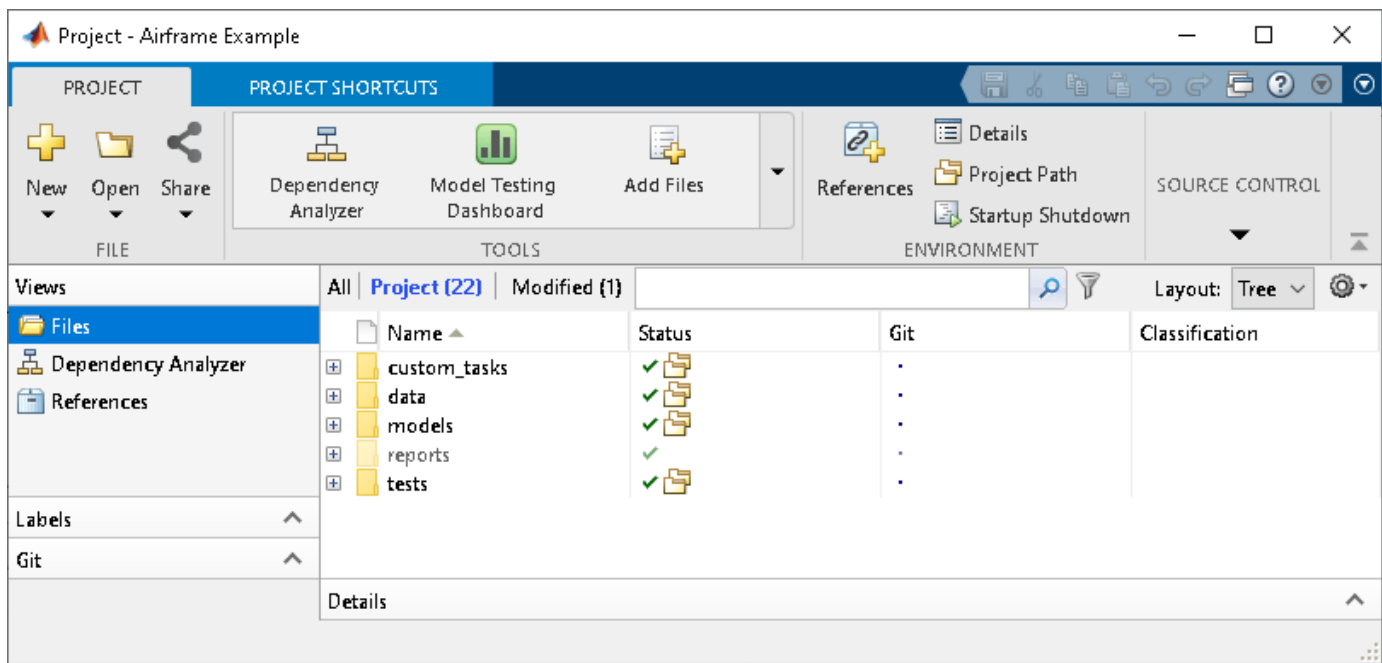 Project - Airframe Example
PROJECT PROJECT SHORTCUTS
New Open Share
Dependency Analyzer
Model Testing Dashboard
Add Files
References
Details
Project Path
Startup Shutdown
SOURCE CONTROL
FILE TOOLS ENVIRONMENT
Views
Files
Dependency Analyzer
References
Labels
Git
All Project (22) Modified (1) Layout: Tree
Name Status Git Classification
custom_tasks
data
models
reports
tests
Details